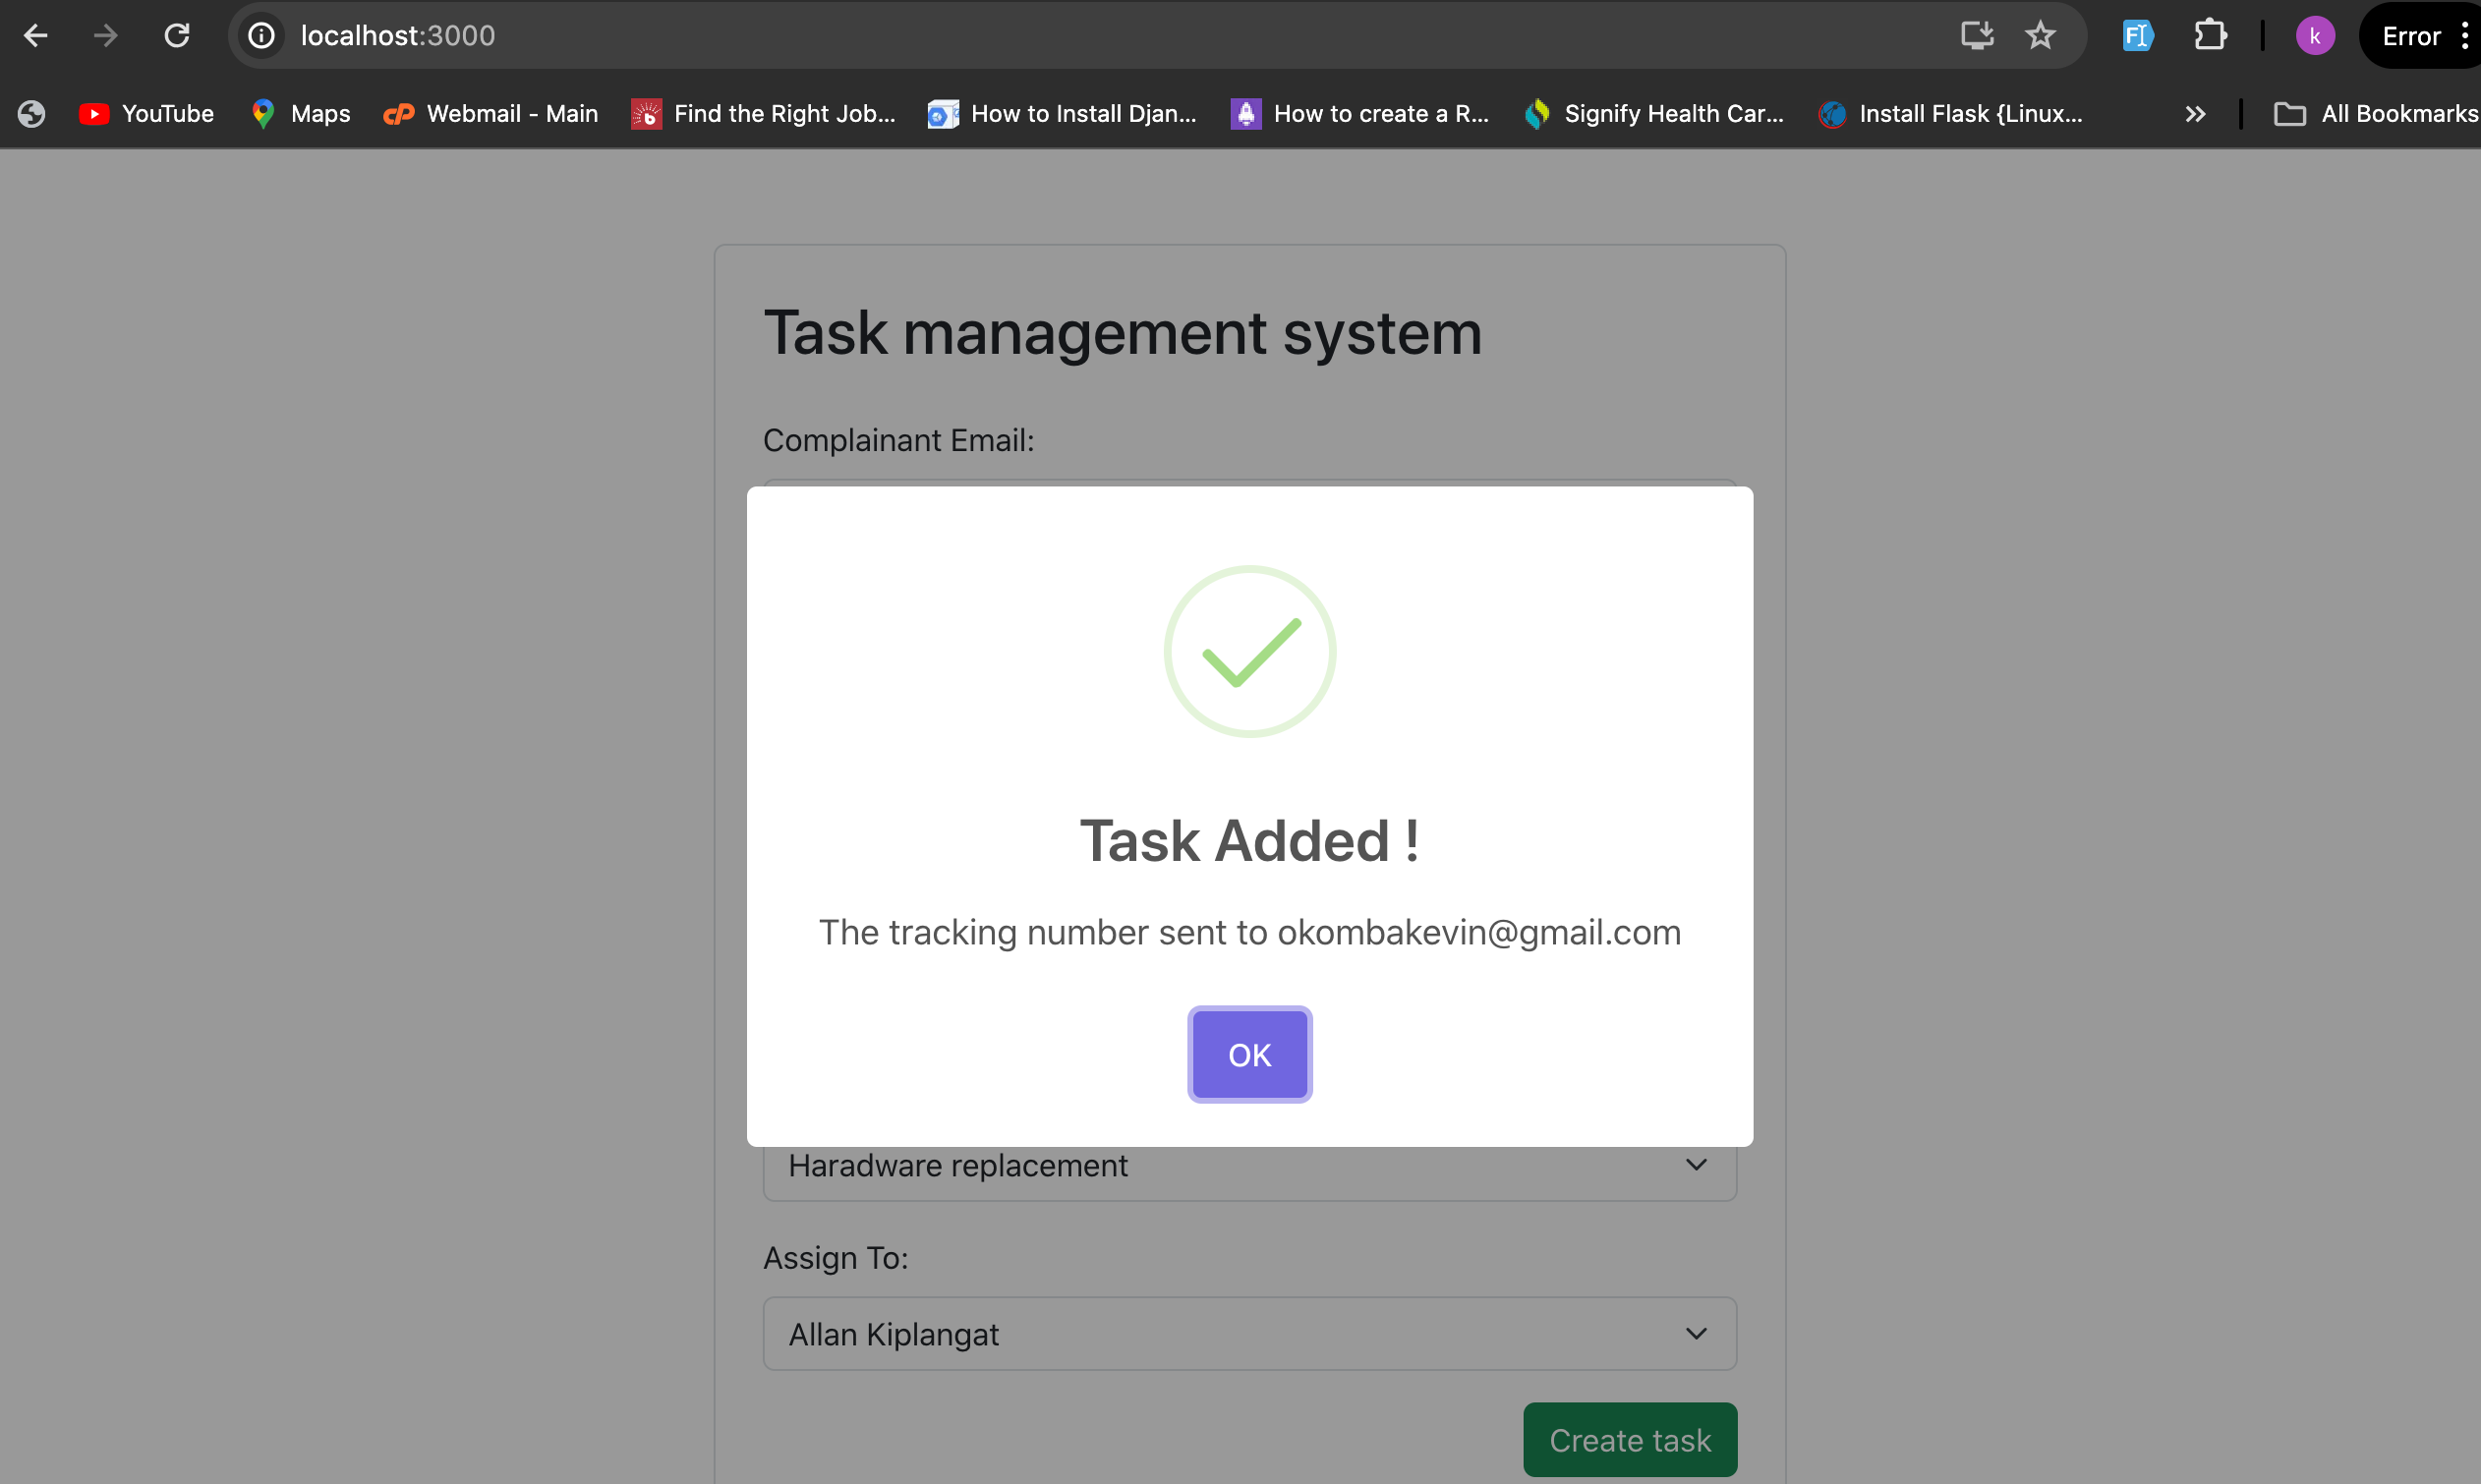 localhost:3000
Error
YouTube Maps Webmail - Main Find the Right Job... How to Install Djan... How to create a R... Signify Health Car... Install Flask {Linux... All Bookmarks
Task management system
Complainant Email:
Task Added !
The tracking number sent to okombakevin@gmail.com
OK
Haradware replacement
Assign To:
Allan Kiplangat
Create task